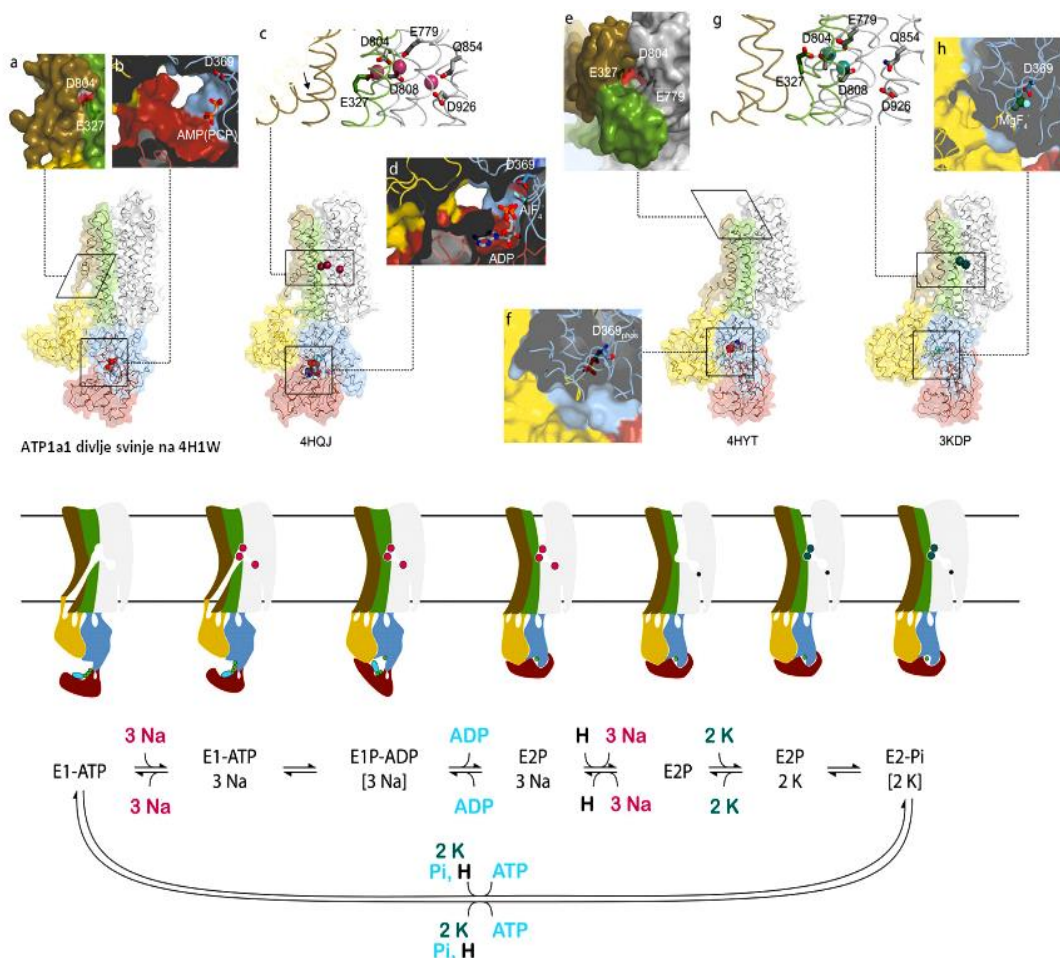 a
D804
E327
b
D369
AMP(PCP)
c
E779
D804
Q854
E327
D808
D926
d
D369
AlF4
ADP
e
D804
E327
E779
f
D369phos
g
E779
D804
Q854
E327
D808
D926
h
D369
MgF4
ATP1a1 divlje svinje na 4H1W
4HQJ
4HYT
3KDP
3 Na
ADP
H 3 Na
2 K
E1-ATP
E1-ATP
3 Na
E1P-ADP
[3 Na]
E2P
3 Na
E2P
E2P
2 K
E2-Pi
[2 K]
3 Na
ADP
H 3 Na
2 K
2 K
Pi, H ATP
2 K ATP
Pi, H